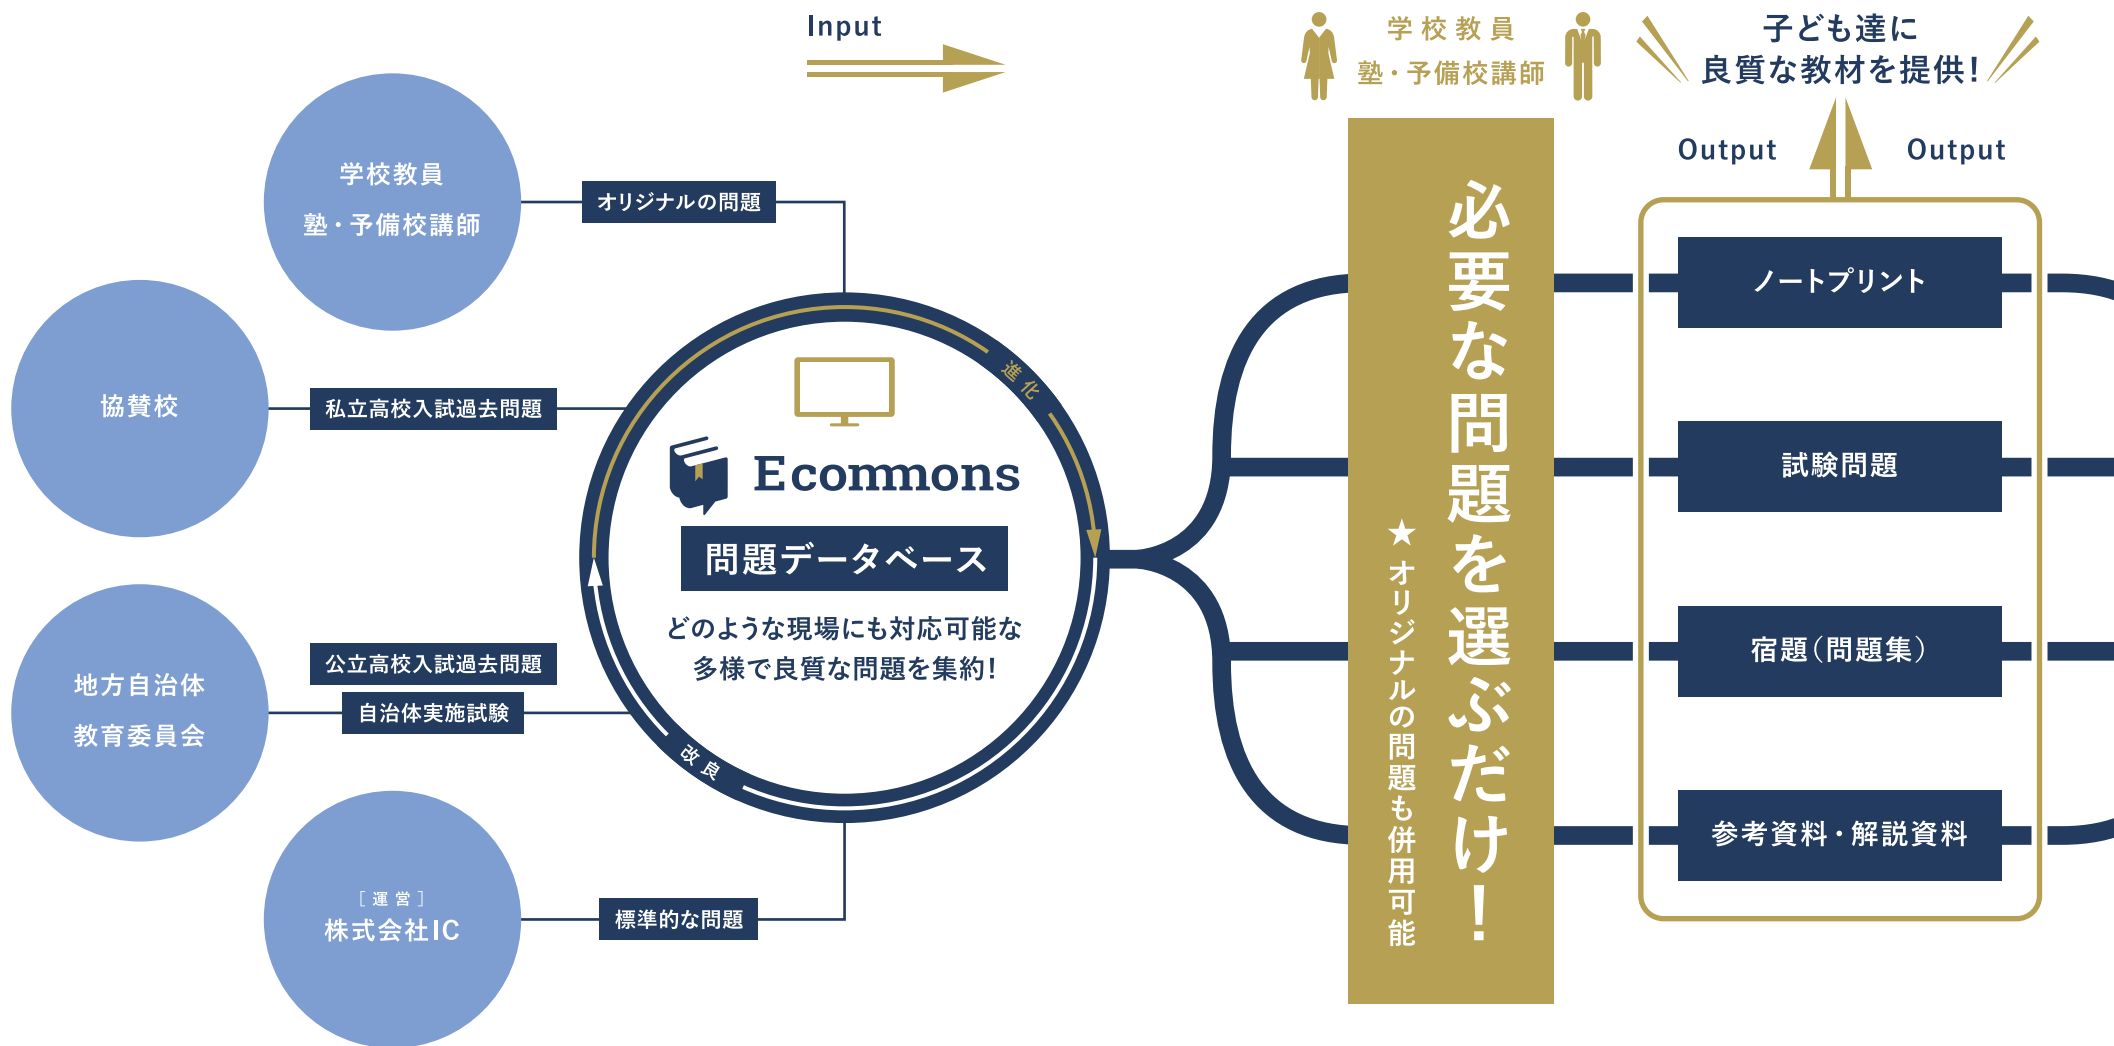 Input
学校教員
塾・予備校講師
オリジナルの問題
協賛校
私立高校入試過去問題
地方自治体
教育委員会
公立高校入試過去問題
自治体実施試験
[運営]
株式会社IC
標準的な問題
進化
Ecommons
問題データベース
どのような現場にも対応可能な
多様で良質な問題を集約!
改良
学校教員
塾・予備校講師
必要な問題を選ぶだけ!
★オリジナルの問題も併用可能
子ども達に
良質な教材を提供!
Output
Output
ノートプリント
試験問題
宿題(問題集)
参考資料・解説資料